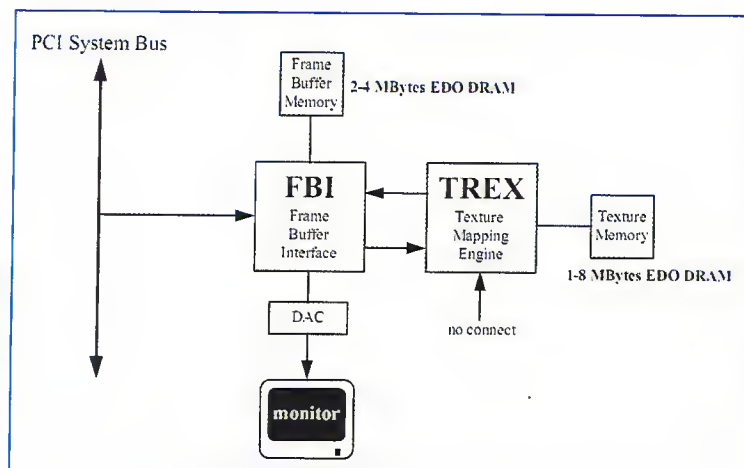 PCI System Bus
Frame
Buffer
Memory
2-4 MBytes EDO DRAM
FBI
Frame
Buffer
Interface
TREX
Texture
Mapping
Engine
Texture
Memory
1-8 MBytes EDO DRAM
DAC
no connect
monitor